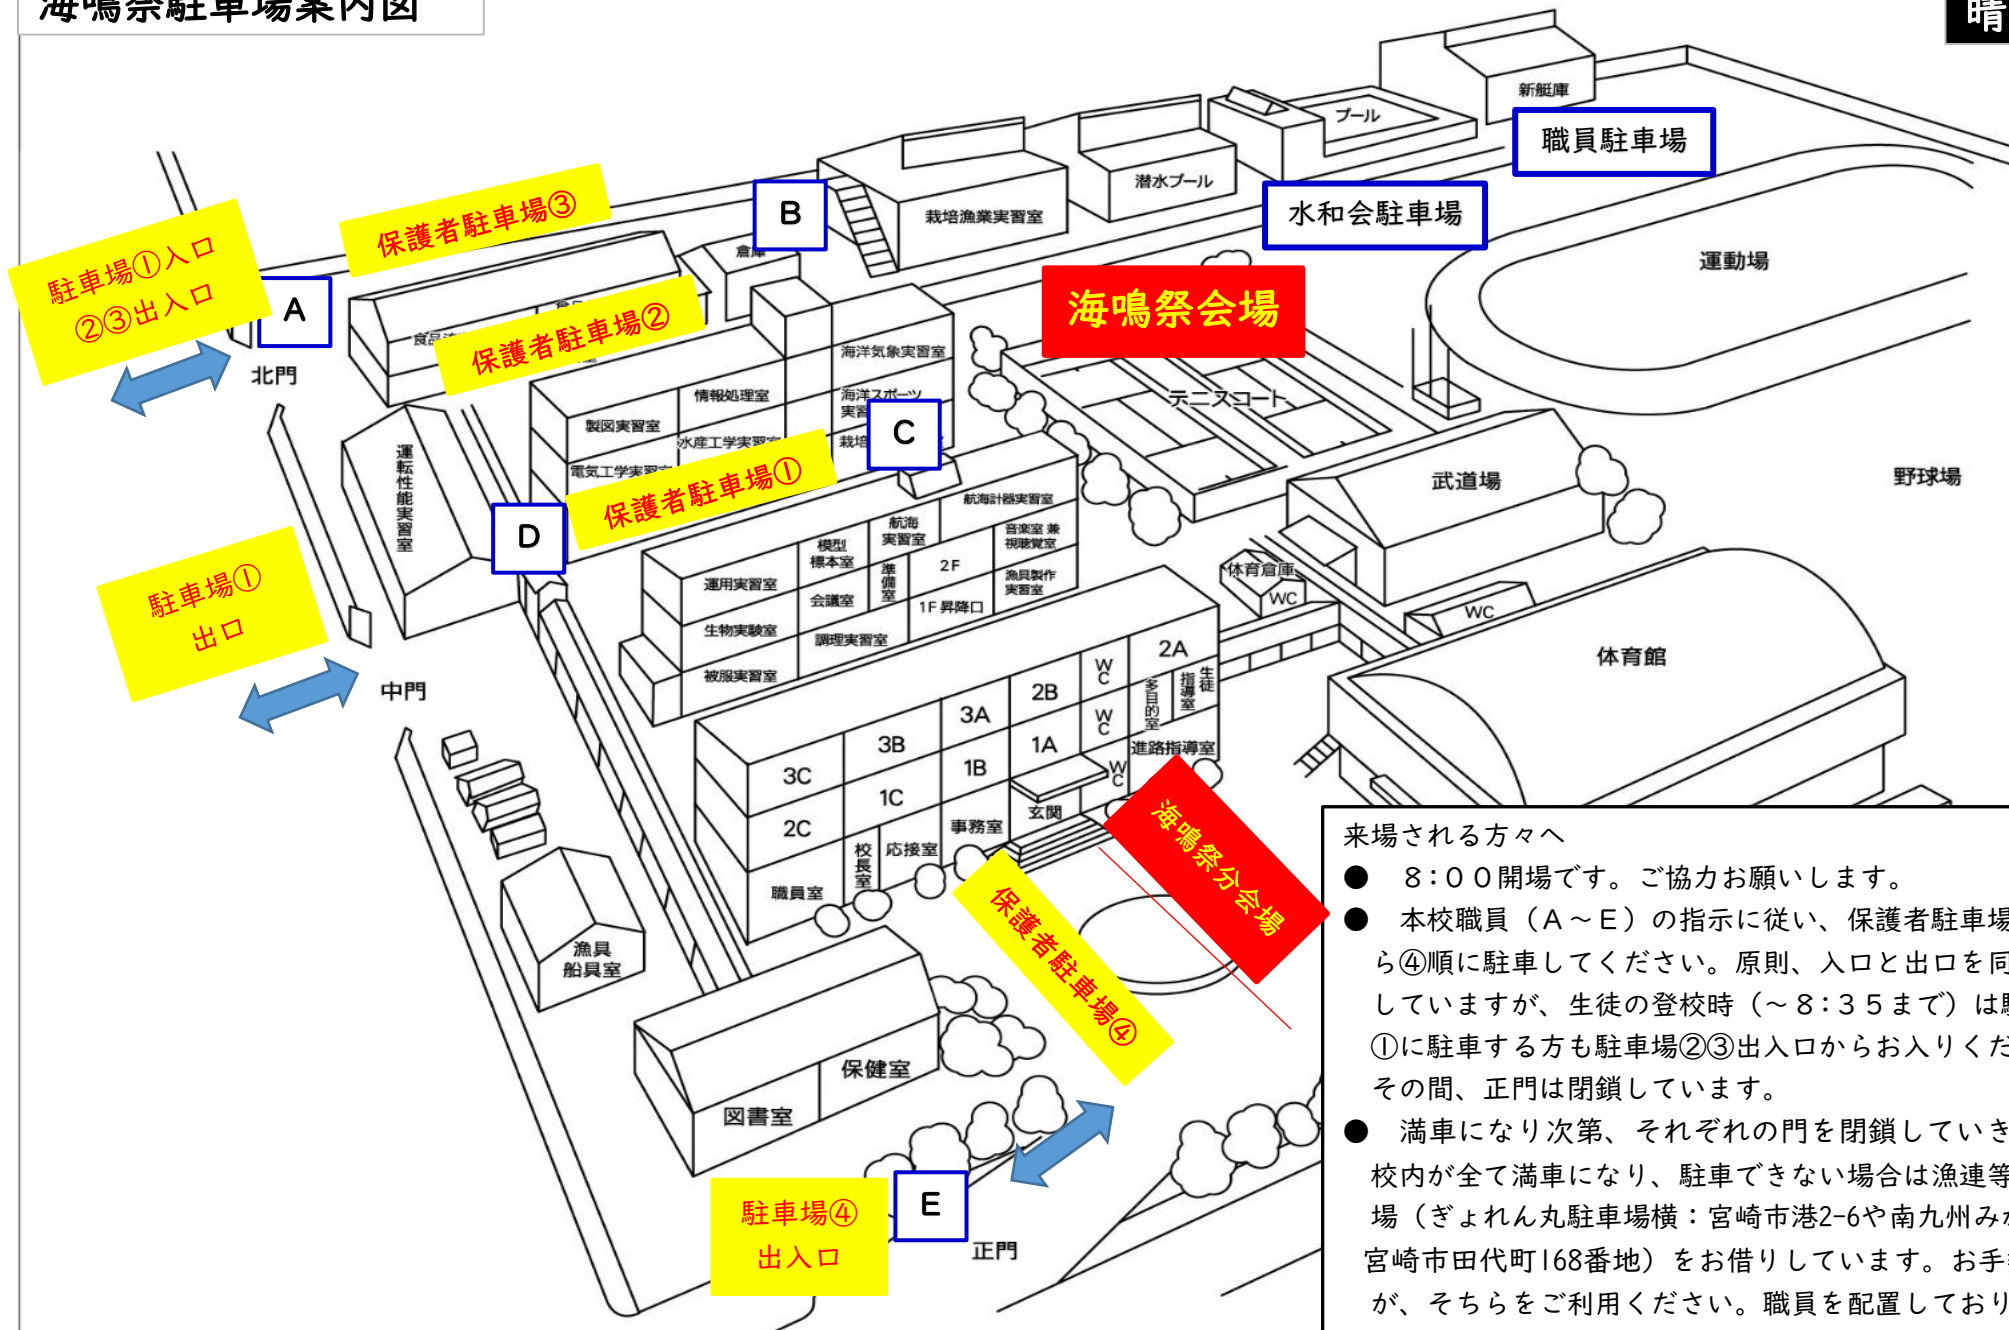 海鳴祭駐車場案内図
晴
新艇庫
プール
職員駐車場
潜水プール
水和会駐車場
栽培漁業実習室
保護者駐車場③
B
倉庫
運動場
駐車場①入口
②③出入口
A
海鳴祭会場
保護者駐車場②
北門
海洋気象実習室
情報処理室
海洋スポーツ
製図実習室
水産工学実習室
C
テニスコート
運転性能実習室
保護者駐車場①
武道場
野球場
D
航海計器実習室
航海
実習室
音楽室 兼
視聴覚室
模型
標本室
準備室
2F
漁具製作
実習室
運用実習室
会議室
1F 昇降口
生物実験室
調理実習室
被服実習室
体育倉庫
WC
WC
体育館
駐車場①
出口
中門
2A
WC
2B
生徒
指導室
多目的室
3A
WC
3B
1A
進路指導室
3C
1B
WC
1C
玄関
2C
事務室
応接室
校長室
職員室
海鳴祭分会場
保護者駐車場④
漁具
船具室
保健室
図書室
駐車場④
出入口
E
正門
来場される方々へ
● 8:００開場です。ご協力お願いします。
● 本校職員（A～E）の指示に従い、保護者駐車場
ら④順に駐車してください。原則、入口と出口を同
していますが、生徒の登校時（～８:３５まで）は
①に駐車する方も駐車場②③出入口からお入りくだ
その間、正門は閉鎖しています。
● 満車になり次第、それぞれの門を閉鎖していき
校内が全て満車になり、駐車できない場合は漁連等
場（ぎょれん丸駐車場横：宮崎市港2-6や南九州み
宮崎市田代町168番地）をお借りしています。お手
が、そちらをご利用ください。職員を配置しており